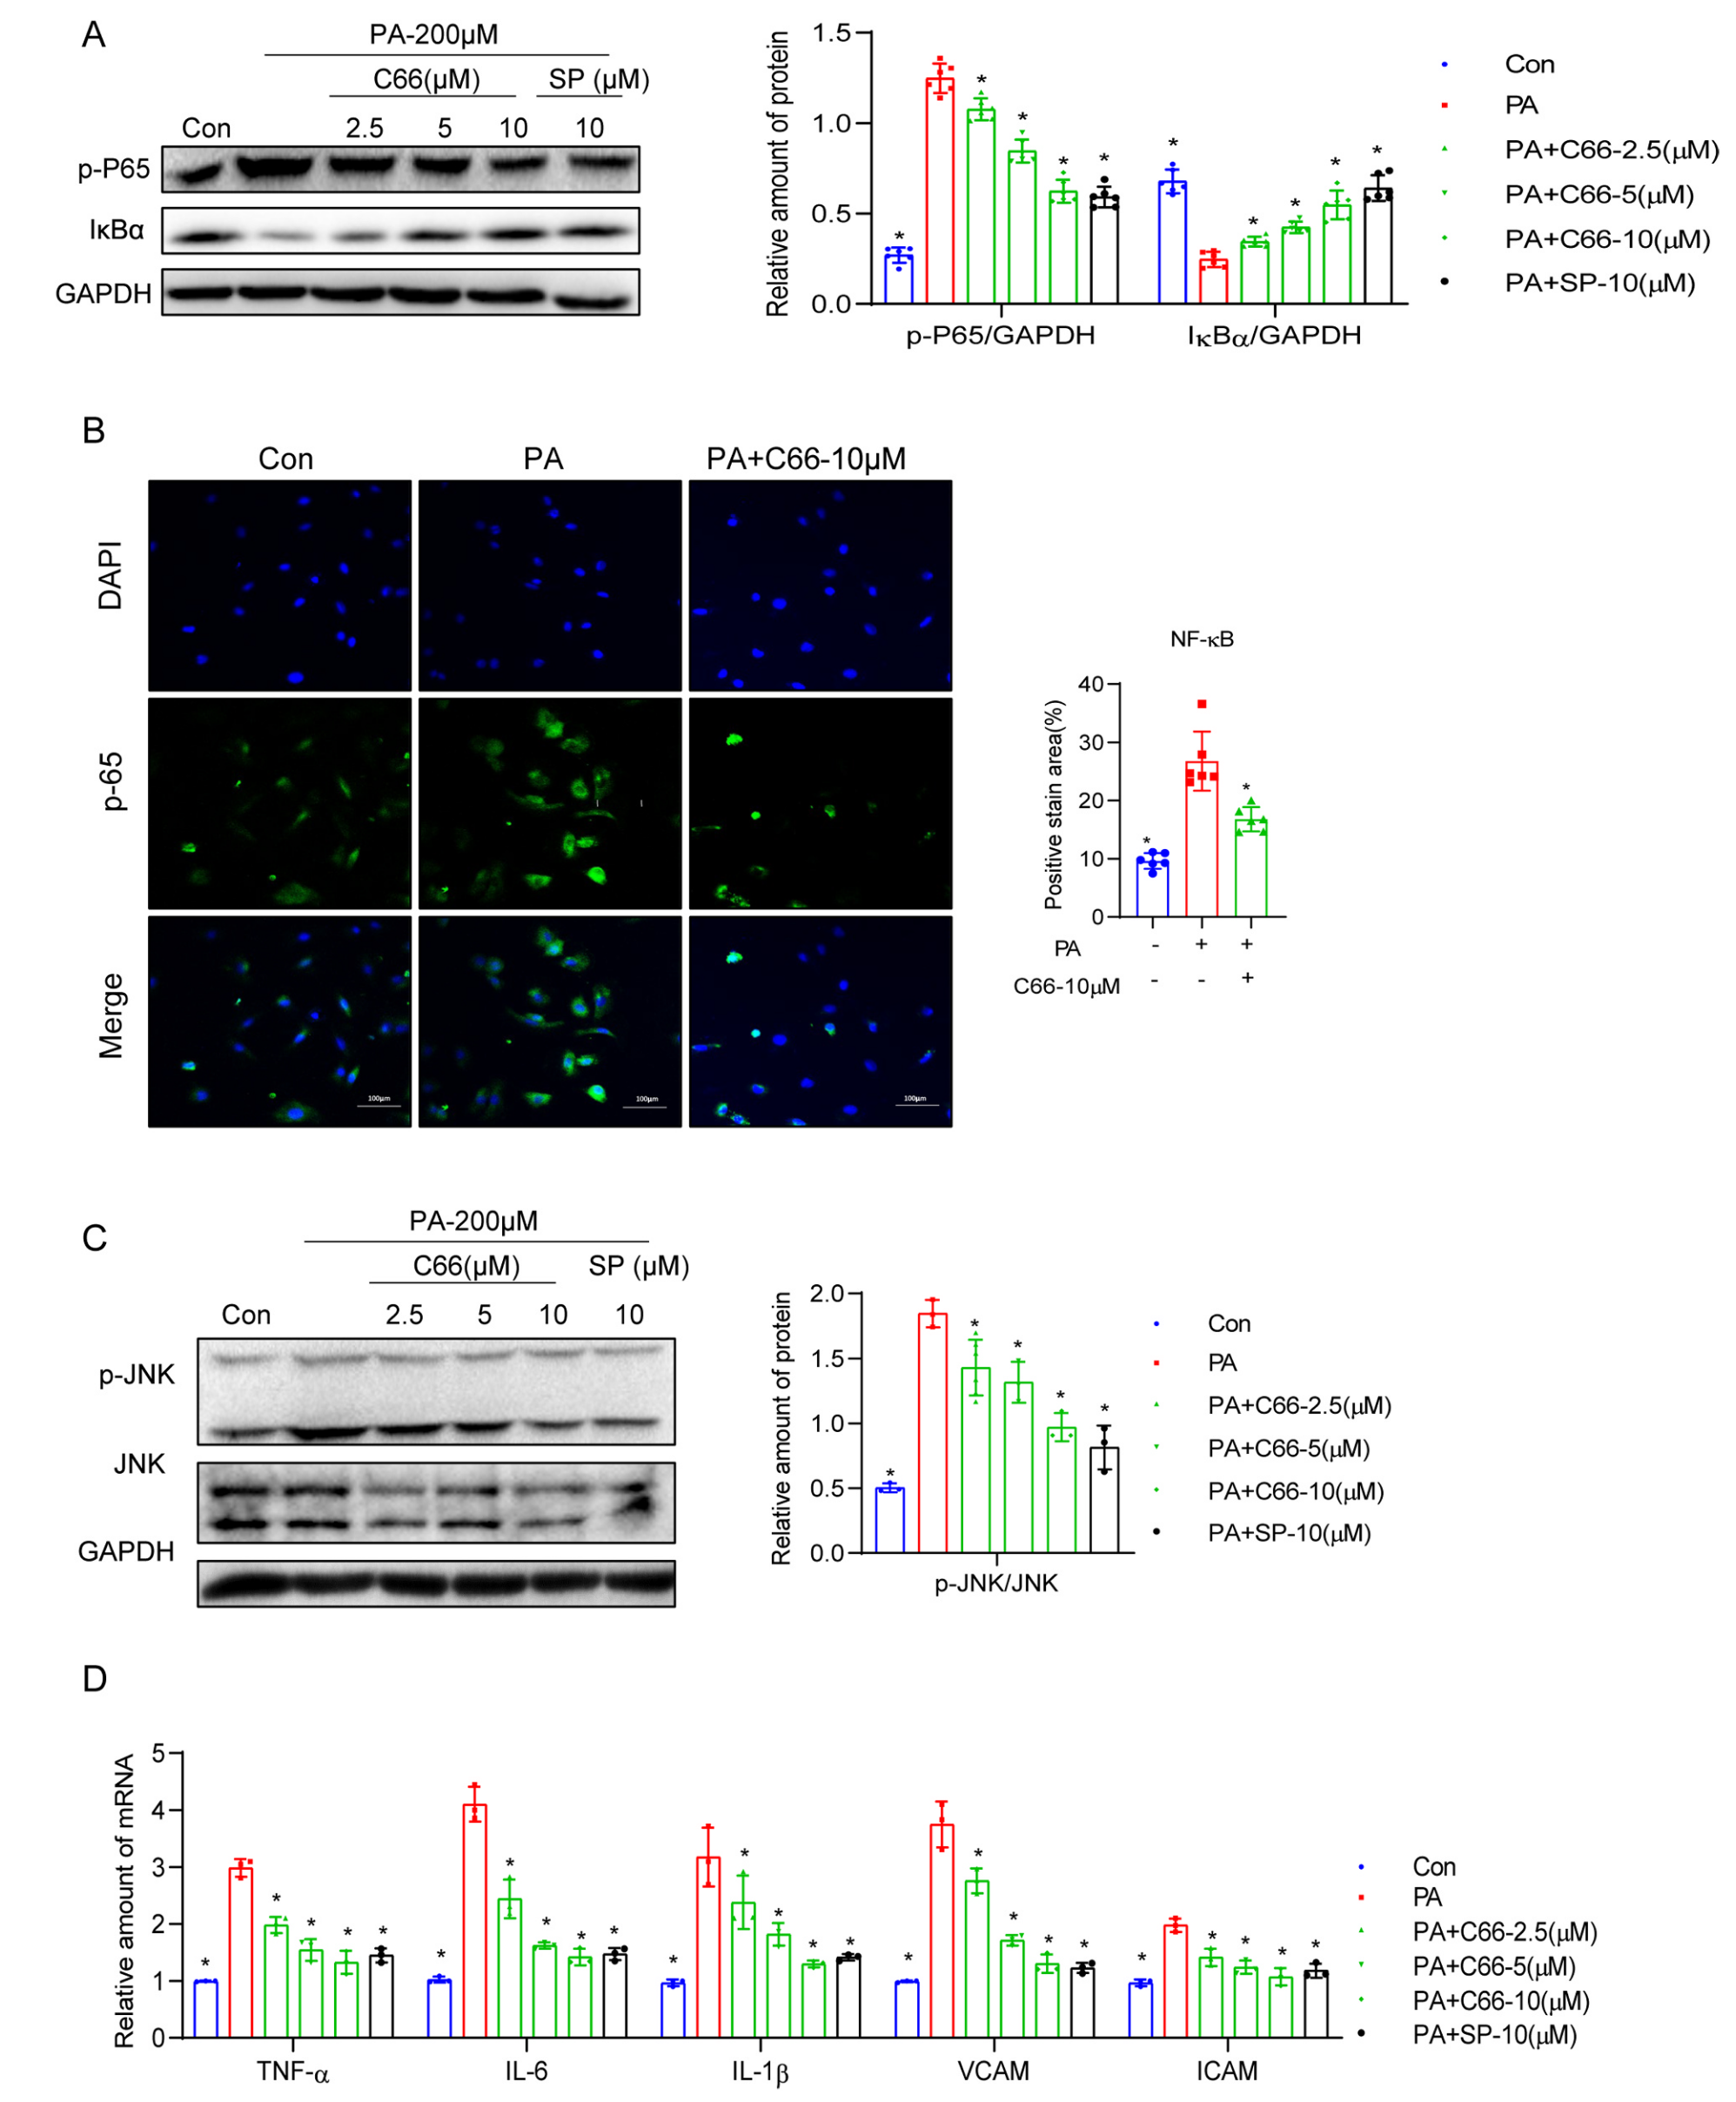 A
PA-200μM
C66(μM) SP (μM)
Con 2.5 5 10 10
p-P65
IκBα
GAPDH
Relative amount of protein
1.5
1.0
0.5
0.0
* * * * * * * * * *
p-P65/GAPDH IκBα/GAPDH
Con
PA
PA+C66-2.5(μM)
PA+C66-5(μM)
PA+C66-10(μM)
PA+SP-10(μM)
B
Con PA PA+C66-10μM
DAPI
p-65
Merge
100μm 100μm 100μm
NF-κB
Positive stain area(%)
40
30
20
10
0
* *
PA - + +
C66-10μM - - +
C
PA-200μM
C66(μM) SP (μM)
Con 2.5 5 10 10
p-JNK
JNK
GAPDH
Relative amount of protein
2.0
1.5
1.0
0.5
0.0
* * * * *
p-JNK/JNK
Con
PA
PA+C66-2.5(μM)
PA+C66-5(μM)
PA+C66-10(μM)
PA+SP-10(μM)
D
Relative amount of mRNA
5
4
3
2
1
0
* * * * * * * * * * * * * * * * * * * * * * * * *
TNF-α IL-6 IL-1β VCAM ICAM
Con
PA
PA+C66-2.5(μM)
PA+C66-5(μM)
PA+C66-10(μM)
PA+SP-10(μM)